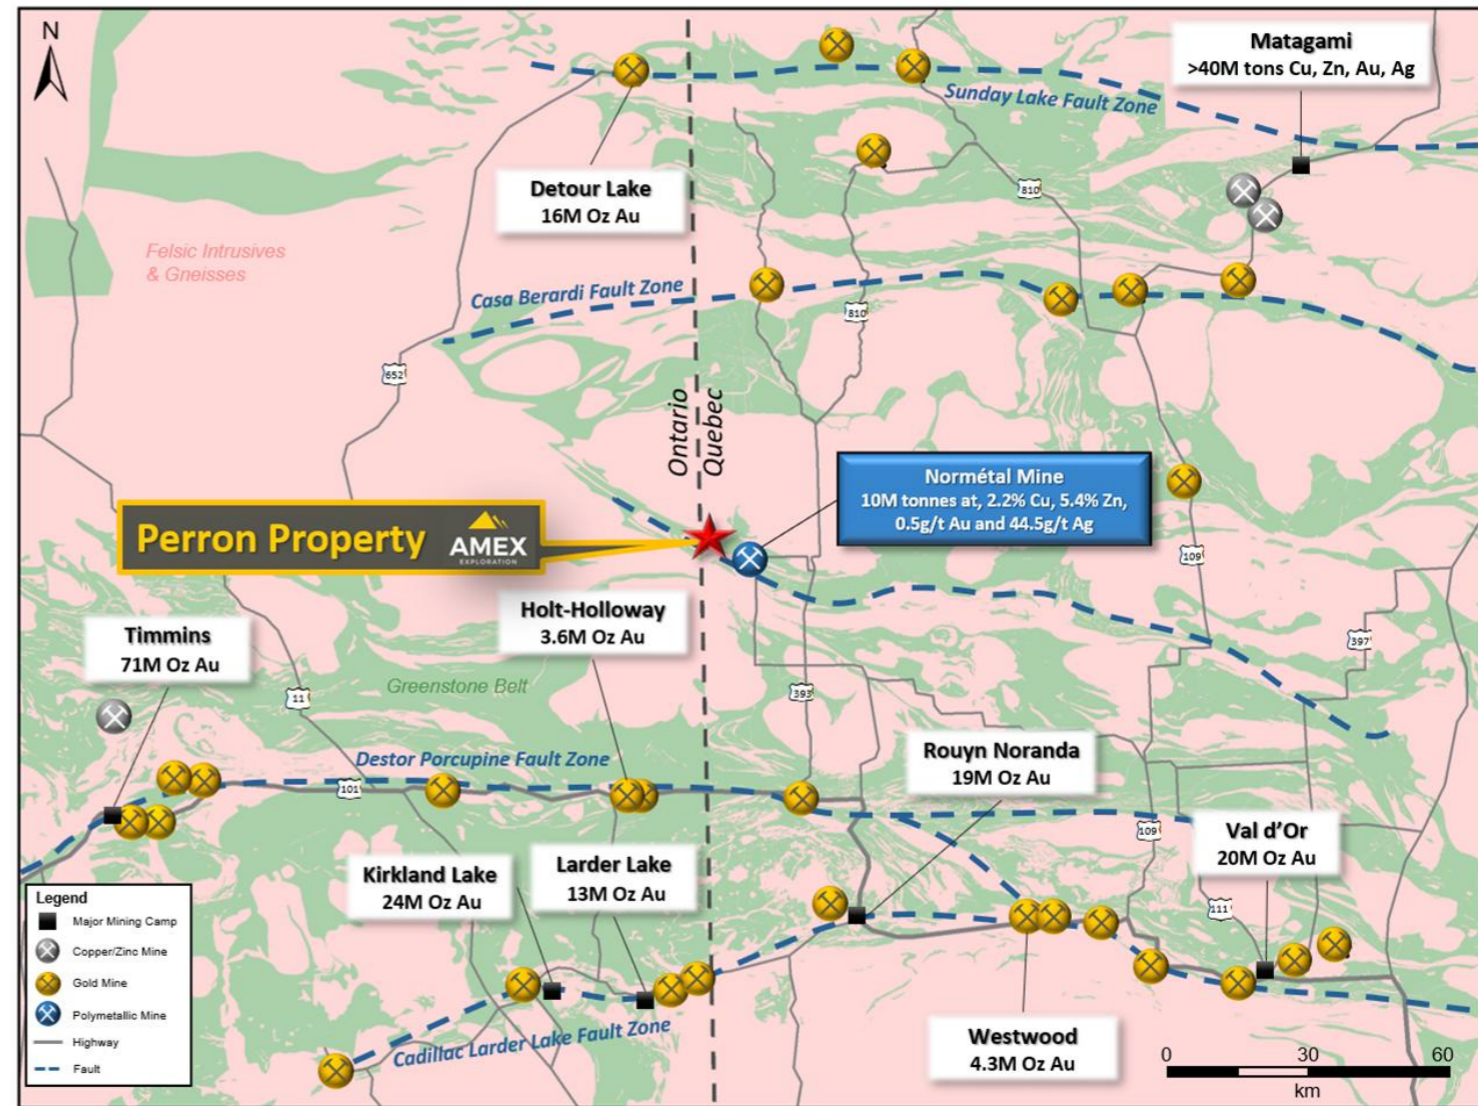 N
Matagami
>40M tons Cu, Zn, Au, Ag
Sunday Lake Fault Zone
Detour Lake
16M Oz Au
810
Felsic Intrusives
& Gneisses
Casa Berardi Fault Zone
810
652
Ontario
Quebec
Normétal Mine
10M tonnes at, 2.2% Cu, 5.4% Zn,
0.5g/t Au and 44.5g/t Ag
Perron Property
AMEX
EXPLORATION
109
Holt-Holloway
3.6M Oz Au
Timmins
71M Oz Au
397
Greenstone Belt
11
393
Destor Porcupine Fault Zone
101
Rouyn Noranda
19M Oz Au
109
Val d’Or
20M Oz Au
Kirkland Lake
24M Oz Au
Larder Lake
13M Oz Au
111
Legend
Major Mining Camp
Copper/Zinc Mine
Gold Mine
Polymetallic Mine
Highway
Fault
Cadillac Larder Lake Fault Zone
Westwood
4.3M Oz Au
0 30 60
km